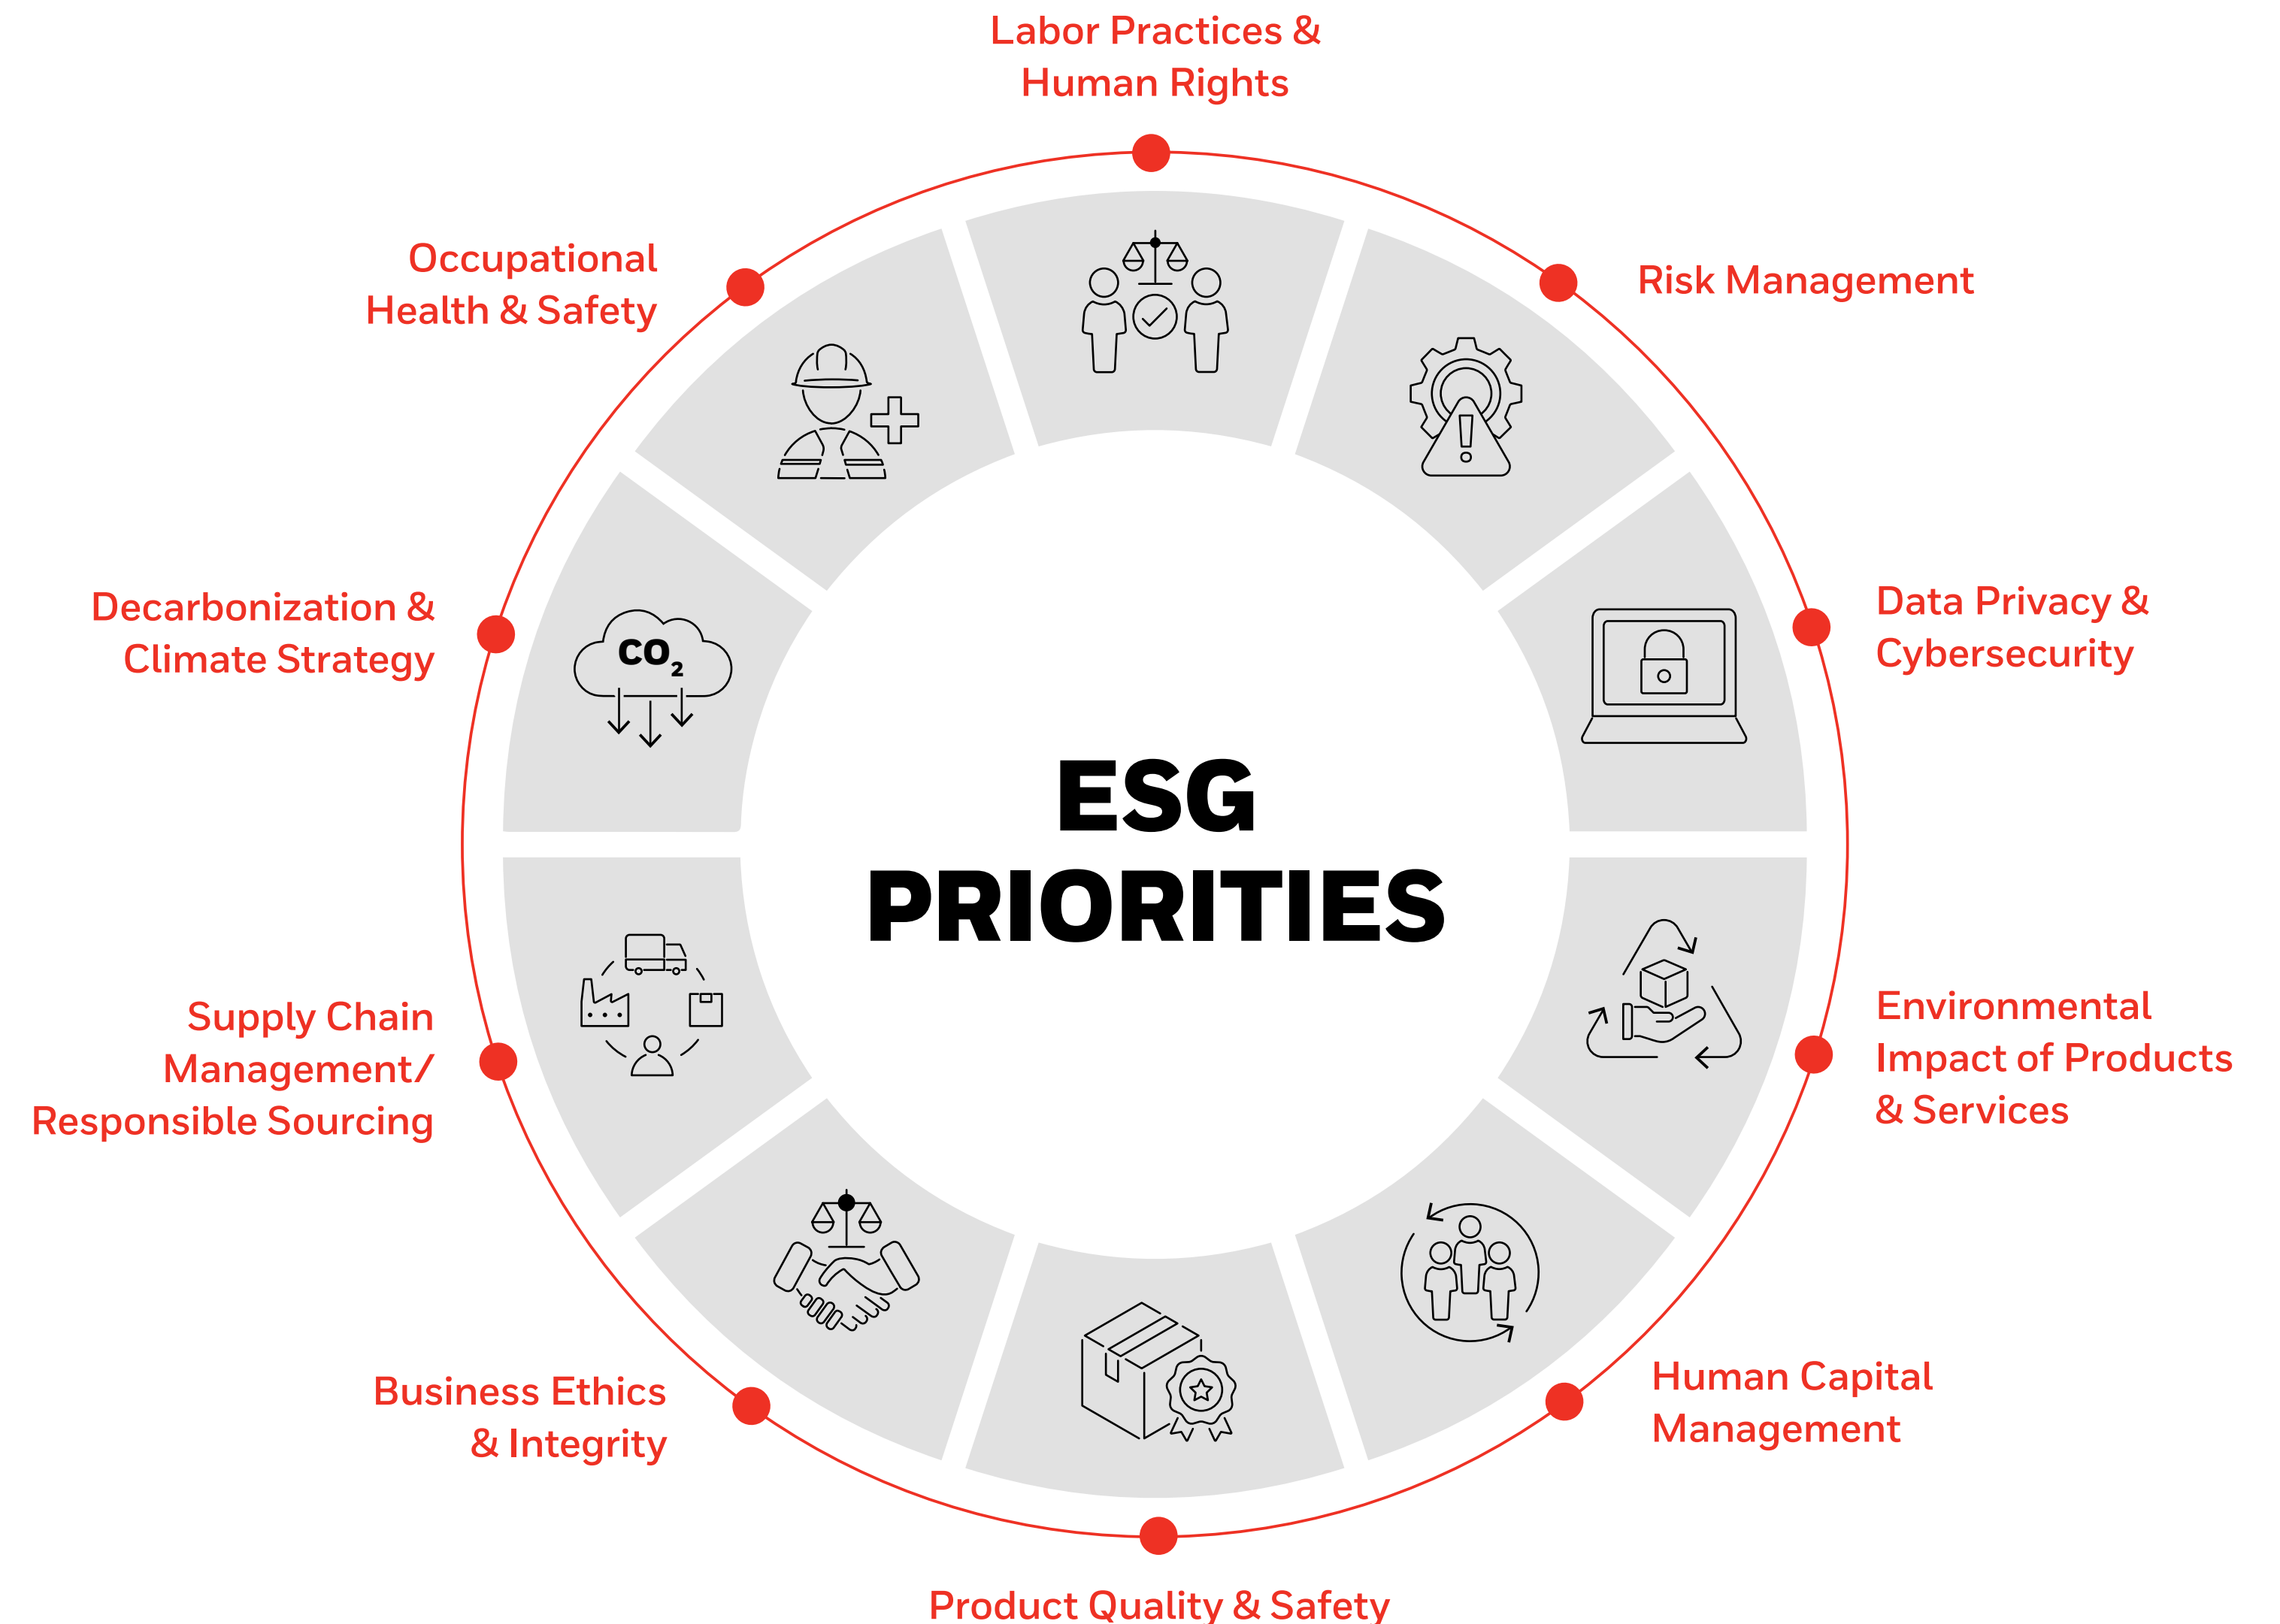 Labor Practices &
Human Rights
Risk Management
Data Privacy &
Cybersecurity
Environmental
Impact of Products
& Services
Human Capital
Management
Product Quality & Safety
Business Ethics
& Integrity
Supply Chain
Management/
Responsible Sourcing
Decarbonization &
Climate Strategy
Occupational
Health & Safety
CO₂
ESG
PRIORITIES